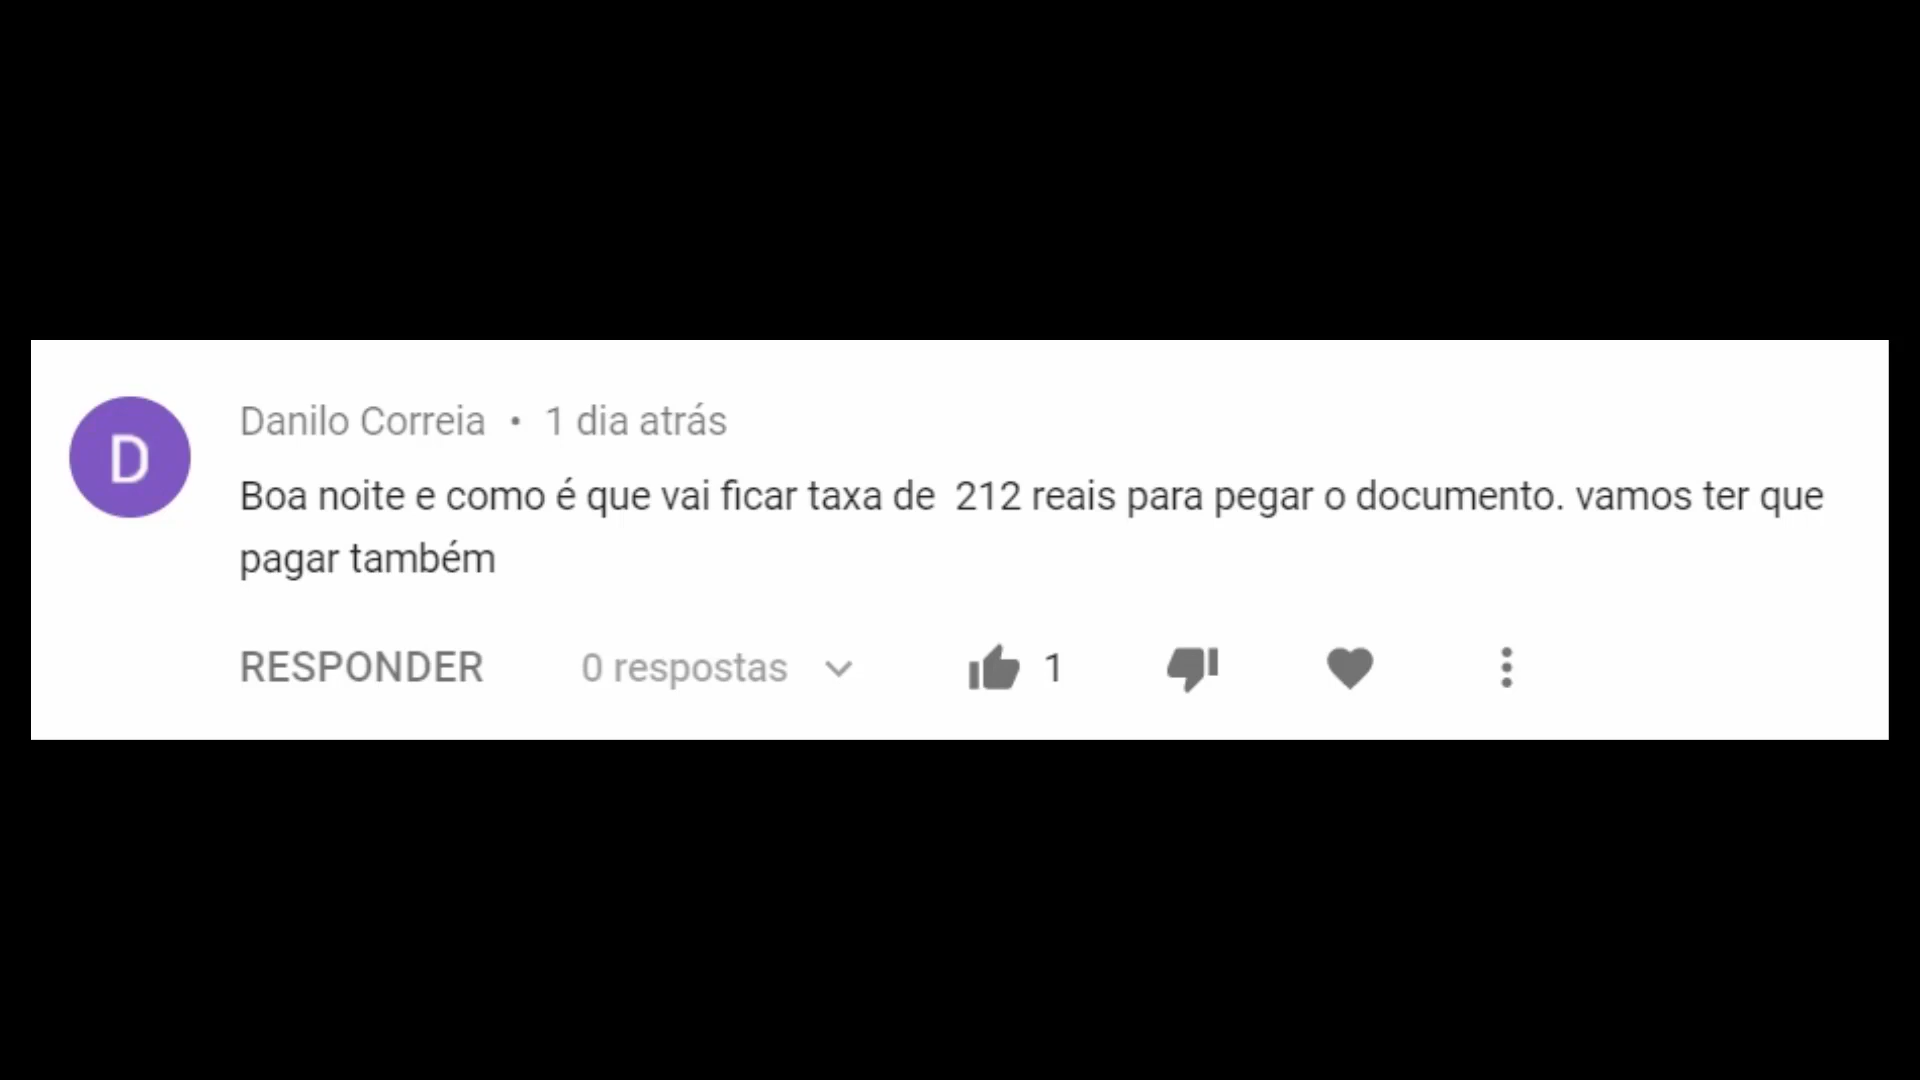 D
Danilo Correia • 1 dia atrás
Boa noite e como é que vai ficar taxa de  212 reais para pegar o documento. vamos ter que
pagar também
RESPONDER 0 respostas 1